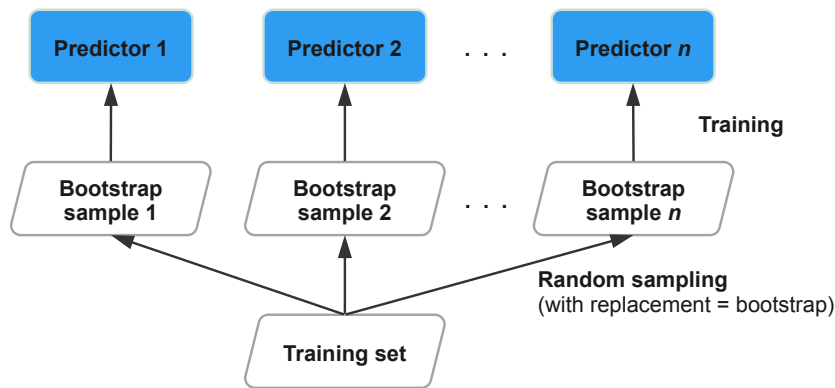 Predictor 1
Predictor 2
. . .
Predictor n
Training
Bootstrap
sample 1
Bootstrap
sample 2
. . .
Bootstrap
sample n
Random sampling
(with replacement = bootstrap)
Training set